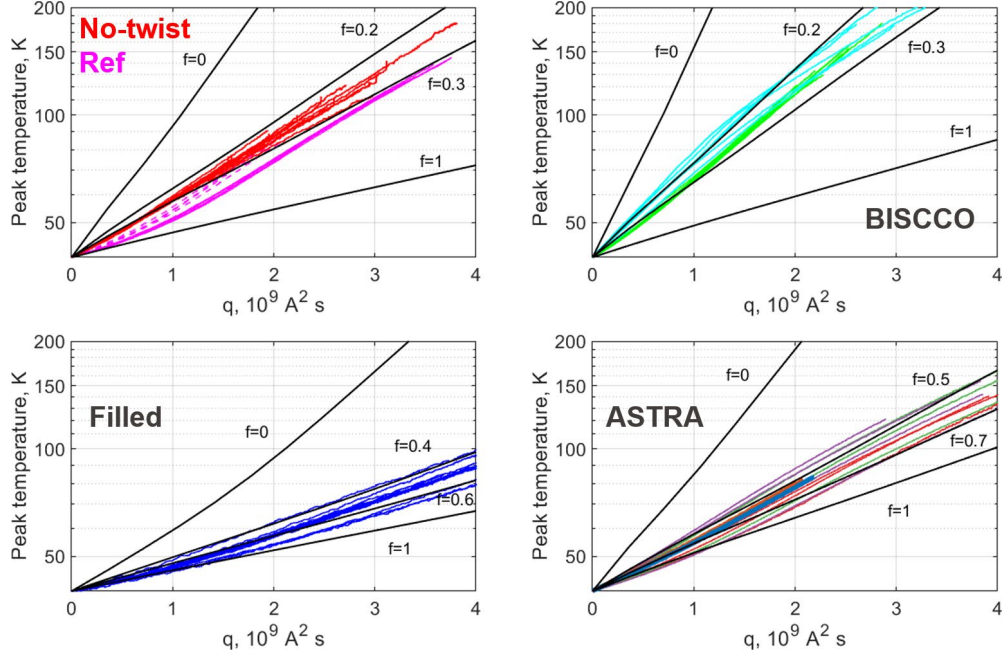 200
150
100
50
Peak temperature, K
No-twist
Ref
f=0
f=0.2
f=0.3
f=1
0 1 2 3 4
q, 10⁹ A² s
200
150
100
50
Peak temperature, K
f=0
f=0.2
f=0.3
f=1
BISCCO
0 1 2 3 4
q, 10⁹ A² s
200
150
100
50
Peak temperature, K
Filled
f=0
f=0.4
f=0.6
f=1
0 1 2 3 4
q, 10⁹ A² s
200
150
100
50
Peak temperature, K
ASTRA
f=0
f=0.5
f=0.7
f=1
0 1 2 3 4
q, 10⁹ A² s